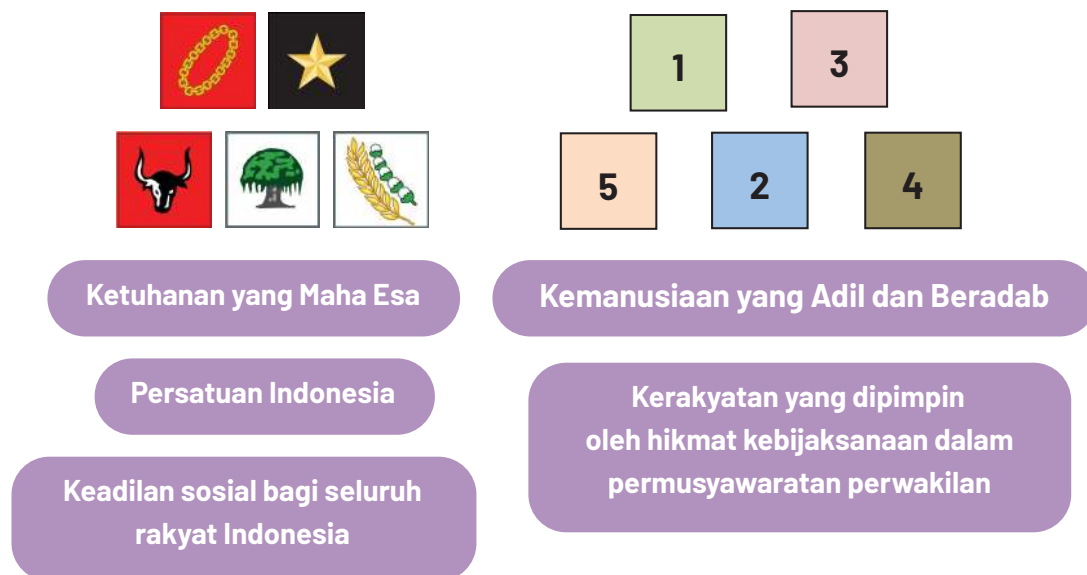 1
3
5
2
4
Ketuhanan yang Maha Esa
Kemanusiaan yang Adil dan Beradab
Persatuan Indonesia
Kerakyatan yang dipimpin
oleh hikmat kebijaksanaan dalam
permusyawaratan perwakilan
Keadilan sosial bagi seluruh
rakyat Indonesia